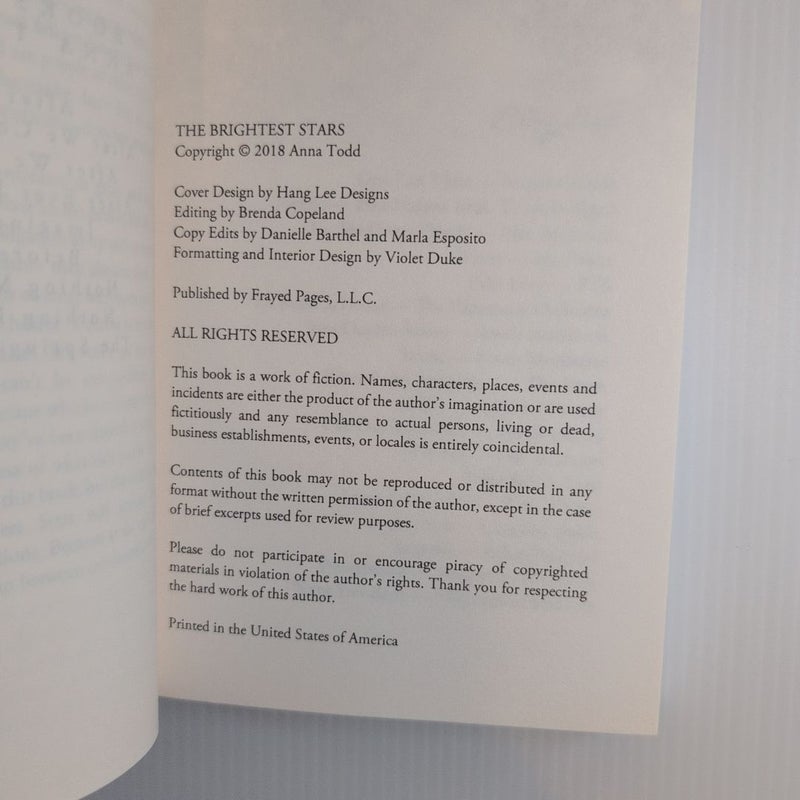 THE BRIGHTEST STARS
Copyright © 2018 Anna Todd
Cover Design by Hang Lee Designs
Editing by Brenda Copeland
Copy Edits by Danielle Barthel and Marla Esposito
Formatting and Interior Design by Violet Duke
Published by Frayed Pages, L.L.C.
ALL RIGHTS RESERVED
This book is a work of fiction. Names, characters, places, events and
incidents are either the product of the author's imagination or are used
fictitiously and any resemblance to actual persons, living or dead,
business establishments, events, or locales is entirely coincidental.
Contents of this book may not be reproduced or distributed in any
format without the written permission of the author, except in the case
of brief excerpts used for review purposes.
Please do not participate in or encourage piracy of copyrighted
materials in violation of the author's rights. Thank you for respecting
the hard work of this author.
Printed in the United States of America